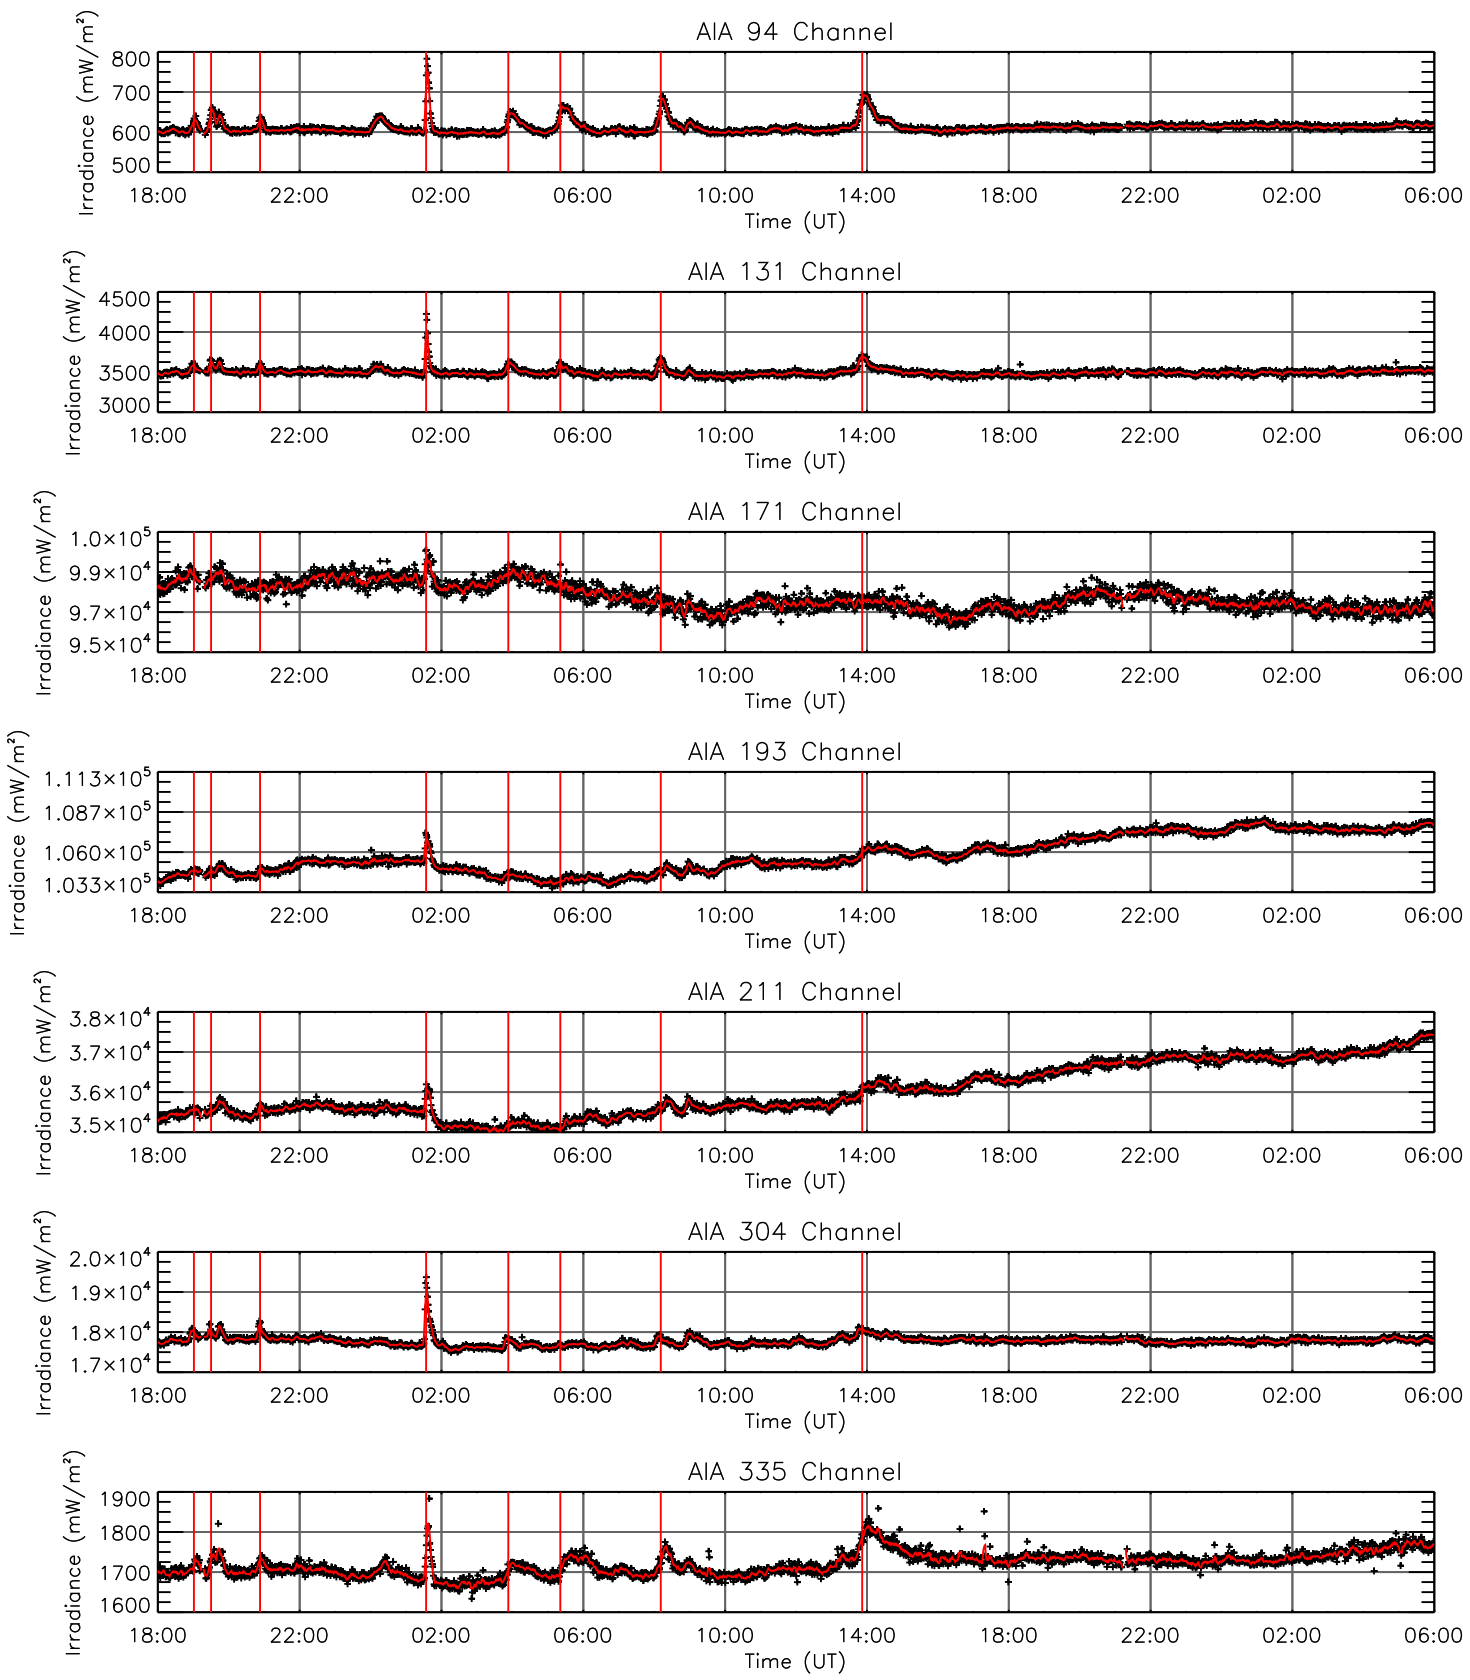 AIA 94 Channel
Irradiance (mW/m²)
800
700
600
500
18:00 22:00 02:00 06:00 10:00 14:00 18:00 22:00 02:00 06:00
Time (UT)
AIA 131 Channel
Irradiance (mW/m²)
4500
4000
3500
3000
18:00 22:00 02:00 06:00 10:00 14:00 18:00 22:00 02:00 06:00
Time (UT)
AIA 171 Channel
Irradiance (mW/m²)
1.0×10⁵
9.9×10⁴
9.7×10⁴
9.5×10⁴
18:00 22:00 02:00 06:00 10:00 14:00 18:00 22:00 02:00 06:00
Time (UT)
AIA 193 Channel
Irradiance (mW/m²)
1.113×10⁵
1.087×10⁵
1.060×10⁵
1.033×10⁵
18:00 22:00 02:00 06:00 10:00 14:00 18:00 22:00 02:00 06:00
Time (UT)
AIA 211 Channel
Irradiance (mW/m²)
3.8×10⁴
3.7×10⁴
3.6×10⁴
3.5×10⁴
18:00 22:00 02:00 06:00 10:00 14:00 18:00 22:00 02:00 06:00
Time (UT)
AIA 304 Channel
Irradiance (mW/m²)
2.0×10⁴
1.9×10⁴
1.8×10⁴
1.7×10⁴
18:00 22:00 02:00 06:00 10:00 14:00 18:00 22:00 02:00 06:00
Time (UT)
AIA 335 Channel
Irradiance (mW/m²)
1900
1800
1700
1600
18:00 22:00 02:00 06:00 10:00 14:00 18:00 22:00 02:00 06:00
Time (UT)